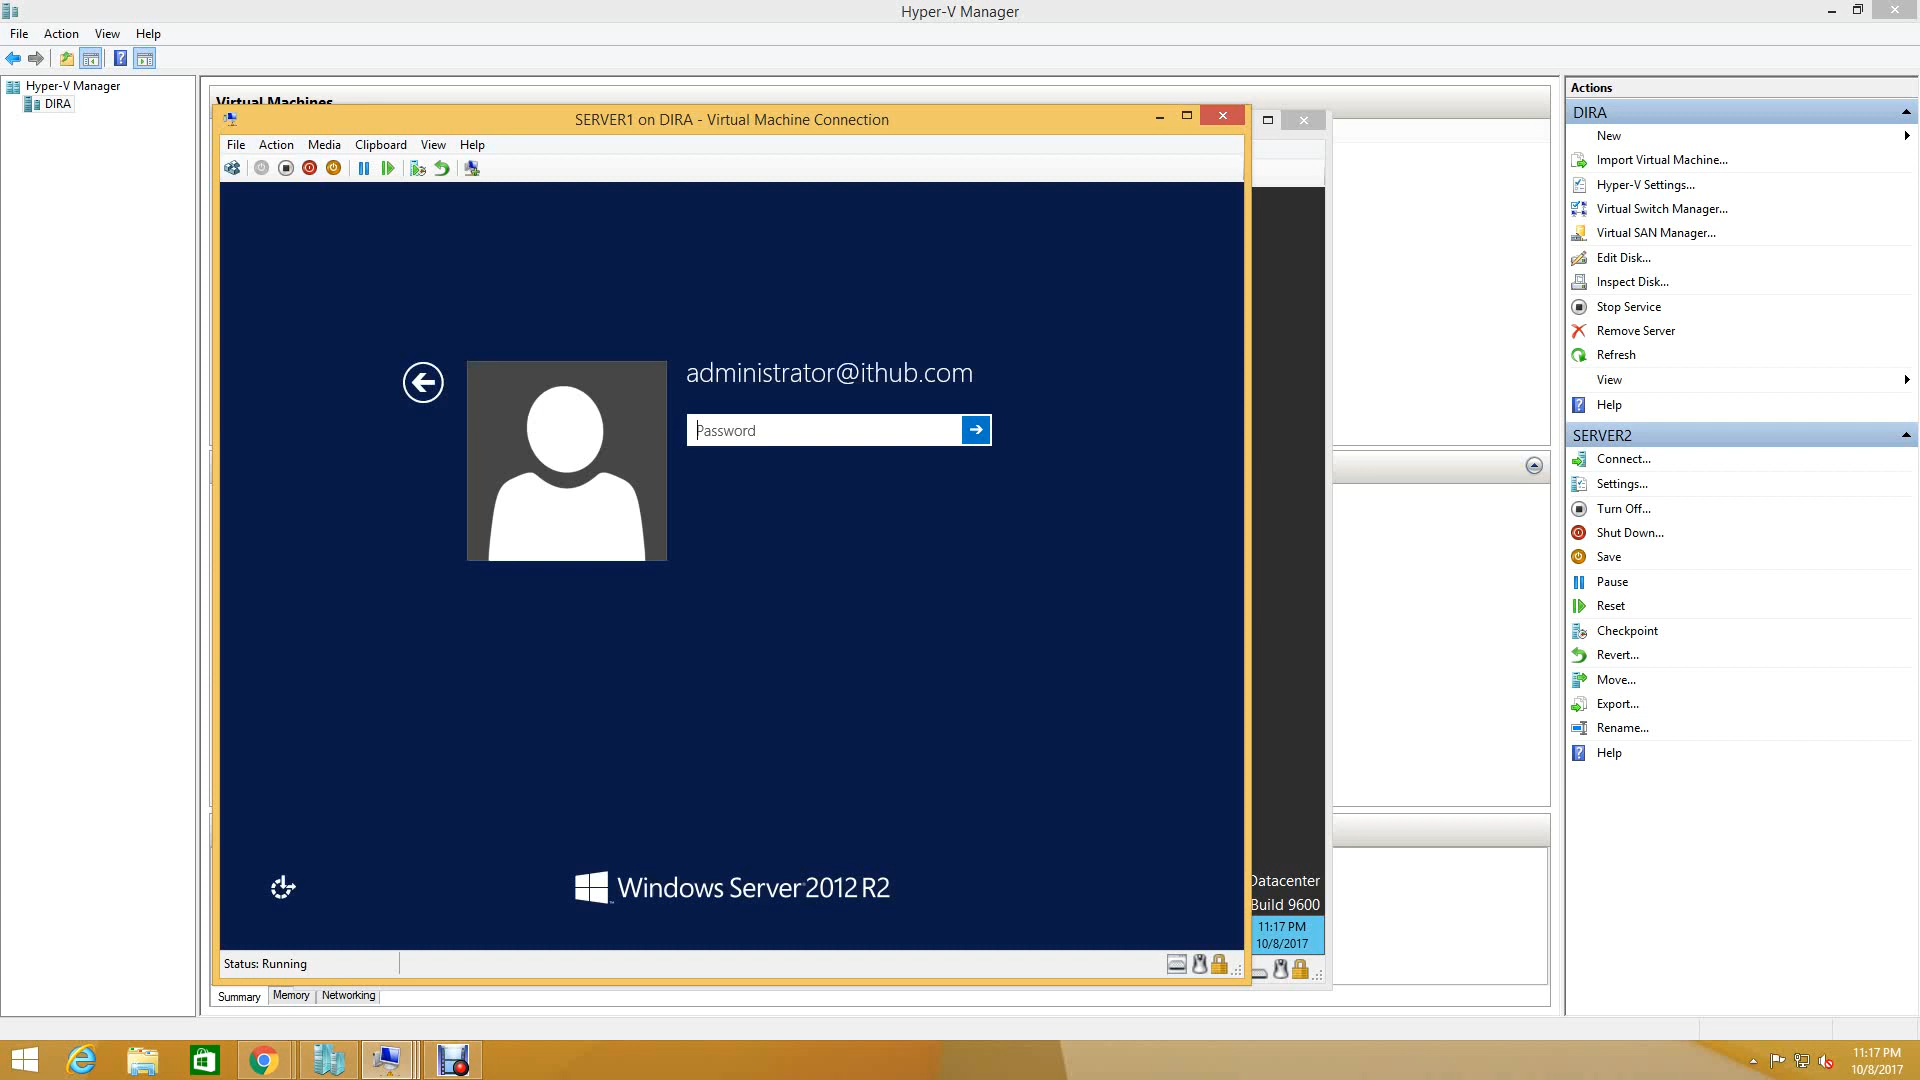 Hyper-V Manager
File Action View Help
Hyper-V Manager
DIRA
Virtual Machines
SERVER1 on DIRA - Virtual Machine Connection
File Action Media Clipboard View Help
administrator@ithub.com
Password
Windows Server 2012 R2
Status: Running
Datacenter
Build 9600
11:17 PM
10/8/2017
Summary Memory Networking
Actions
DIRA
New
Import Virtual Machine...
Hyper-V Settings...
Virtual Switch Manager...
Virtual SAN Manager...
Edit Disk...
Inspect Disk...
Stop Service
Remove Server
Refresh
View
Help
SERVER2
Connect...
Settings...
Turn Off...
Shut Down...
Save
Pause
Reset
Checkpoint
Revert...
Move...
Export...
Rename...
Help
11:17 PM
10/8/2017